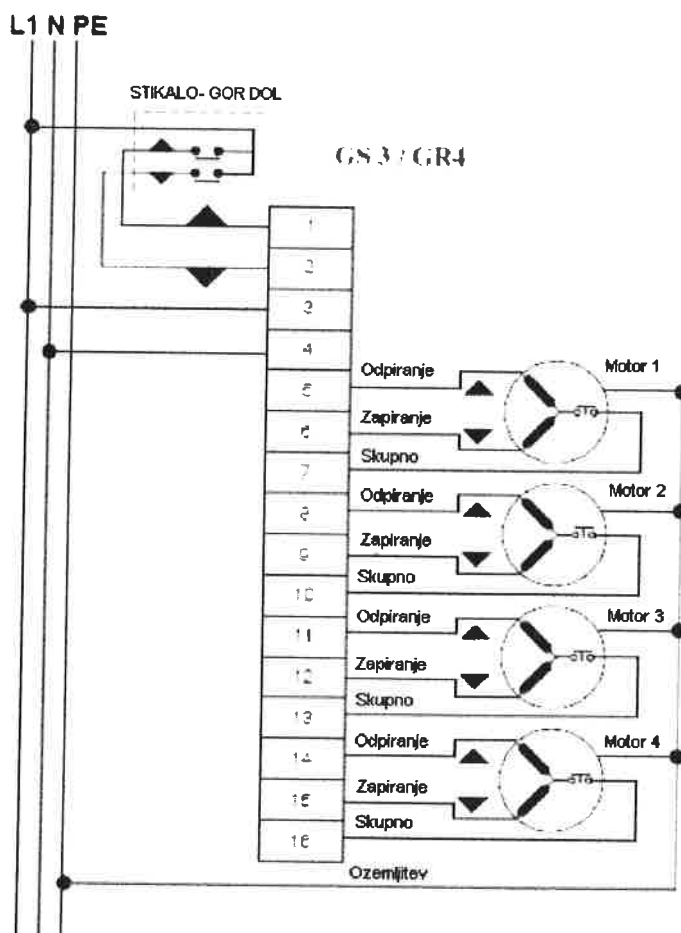 L1 N PE
STIKALO- GOR DOL
GS 3 / GR4
1
2
3
4
5
6
7
8
9
10
11
12
13
14
15
16
Odpiranje
Motor 1
Zapiranje
Skupno
Odpiranje
Motor 2
Zapiranje
Skupno
Odpiranje
Motor 3
Zapiranje
Skupno
Odpiranje
Motor 4
Zapiranje
Skupno
Ozemljitev